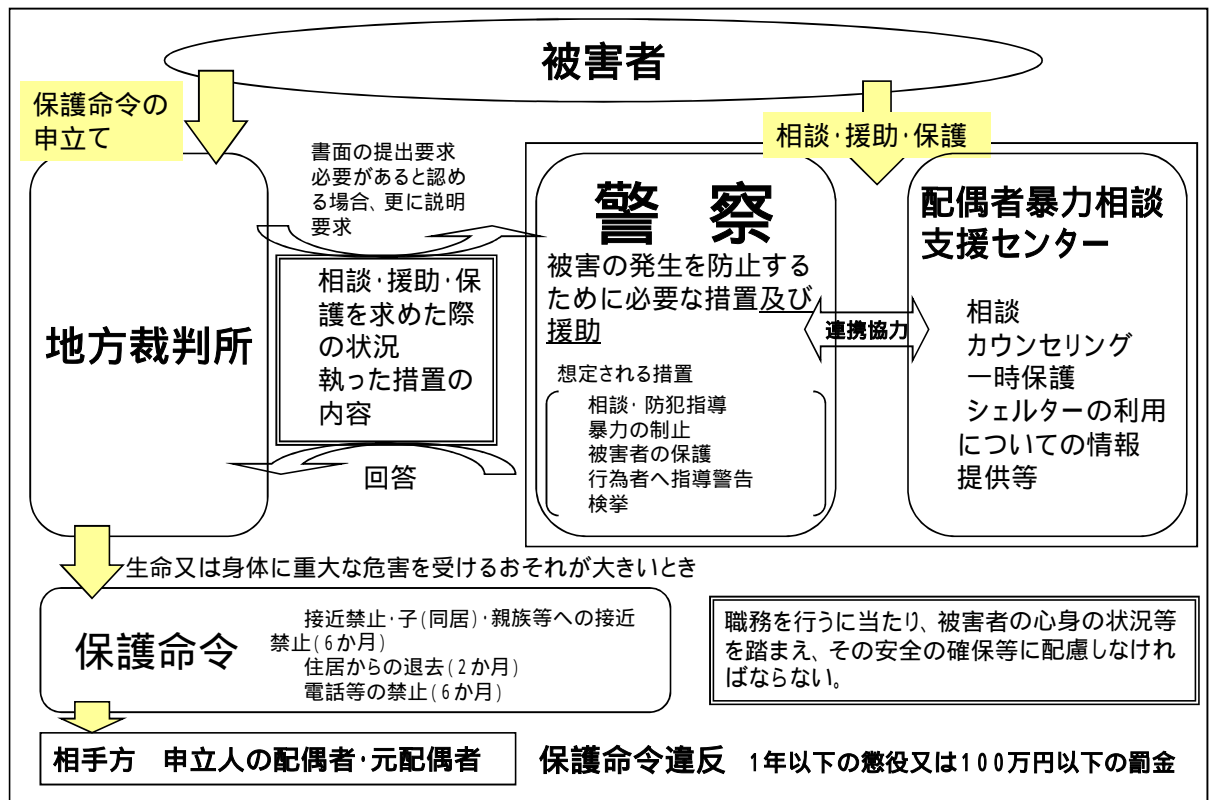 被害者
保護命令の
申立て
相談･援助･保護
書面の提出要求
必要があると認め
る場合、更に説明
要求
地方裁判所
相談･援助･保
護を求めた際
の状況
執った措置の
内容
回答
警 察
被害の発生を防止する
ために必要な措置及び
援助
想定される措置
相談･防犯指導
暴力の制止
被害者の保護
行為者へ指導警告
検挙
連携協力
配偶者暴力相談
支援センター
相談
カウンセリング
一時保護
シェルターの利用
についての情報
提供等
生命又は身体に重大な危害を受けるおそれが大きいとき
保護命令
接近禁止･子(同居)･親族等への接近
禁止(6か月)
住居からの退去(2か月)
電話等の禁止(6か月)
職務を行うに当たり、被害者の心身の状況等
を踏まえ、その安全の確保等に配慮しなけれ
ばならない。
相手方 申立人の配偶者･元配偶者
保護命令違反 1年以下の懲役又は100万円以下の罰金